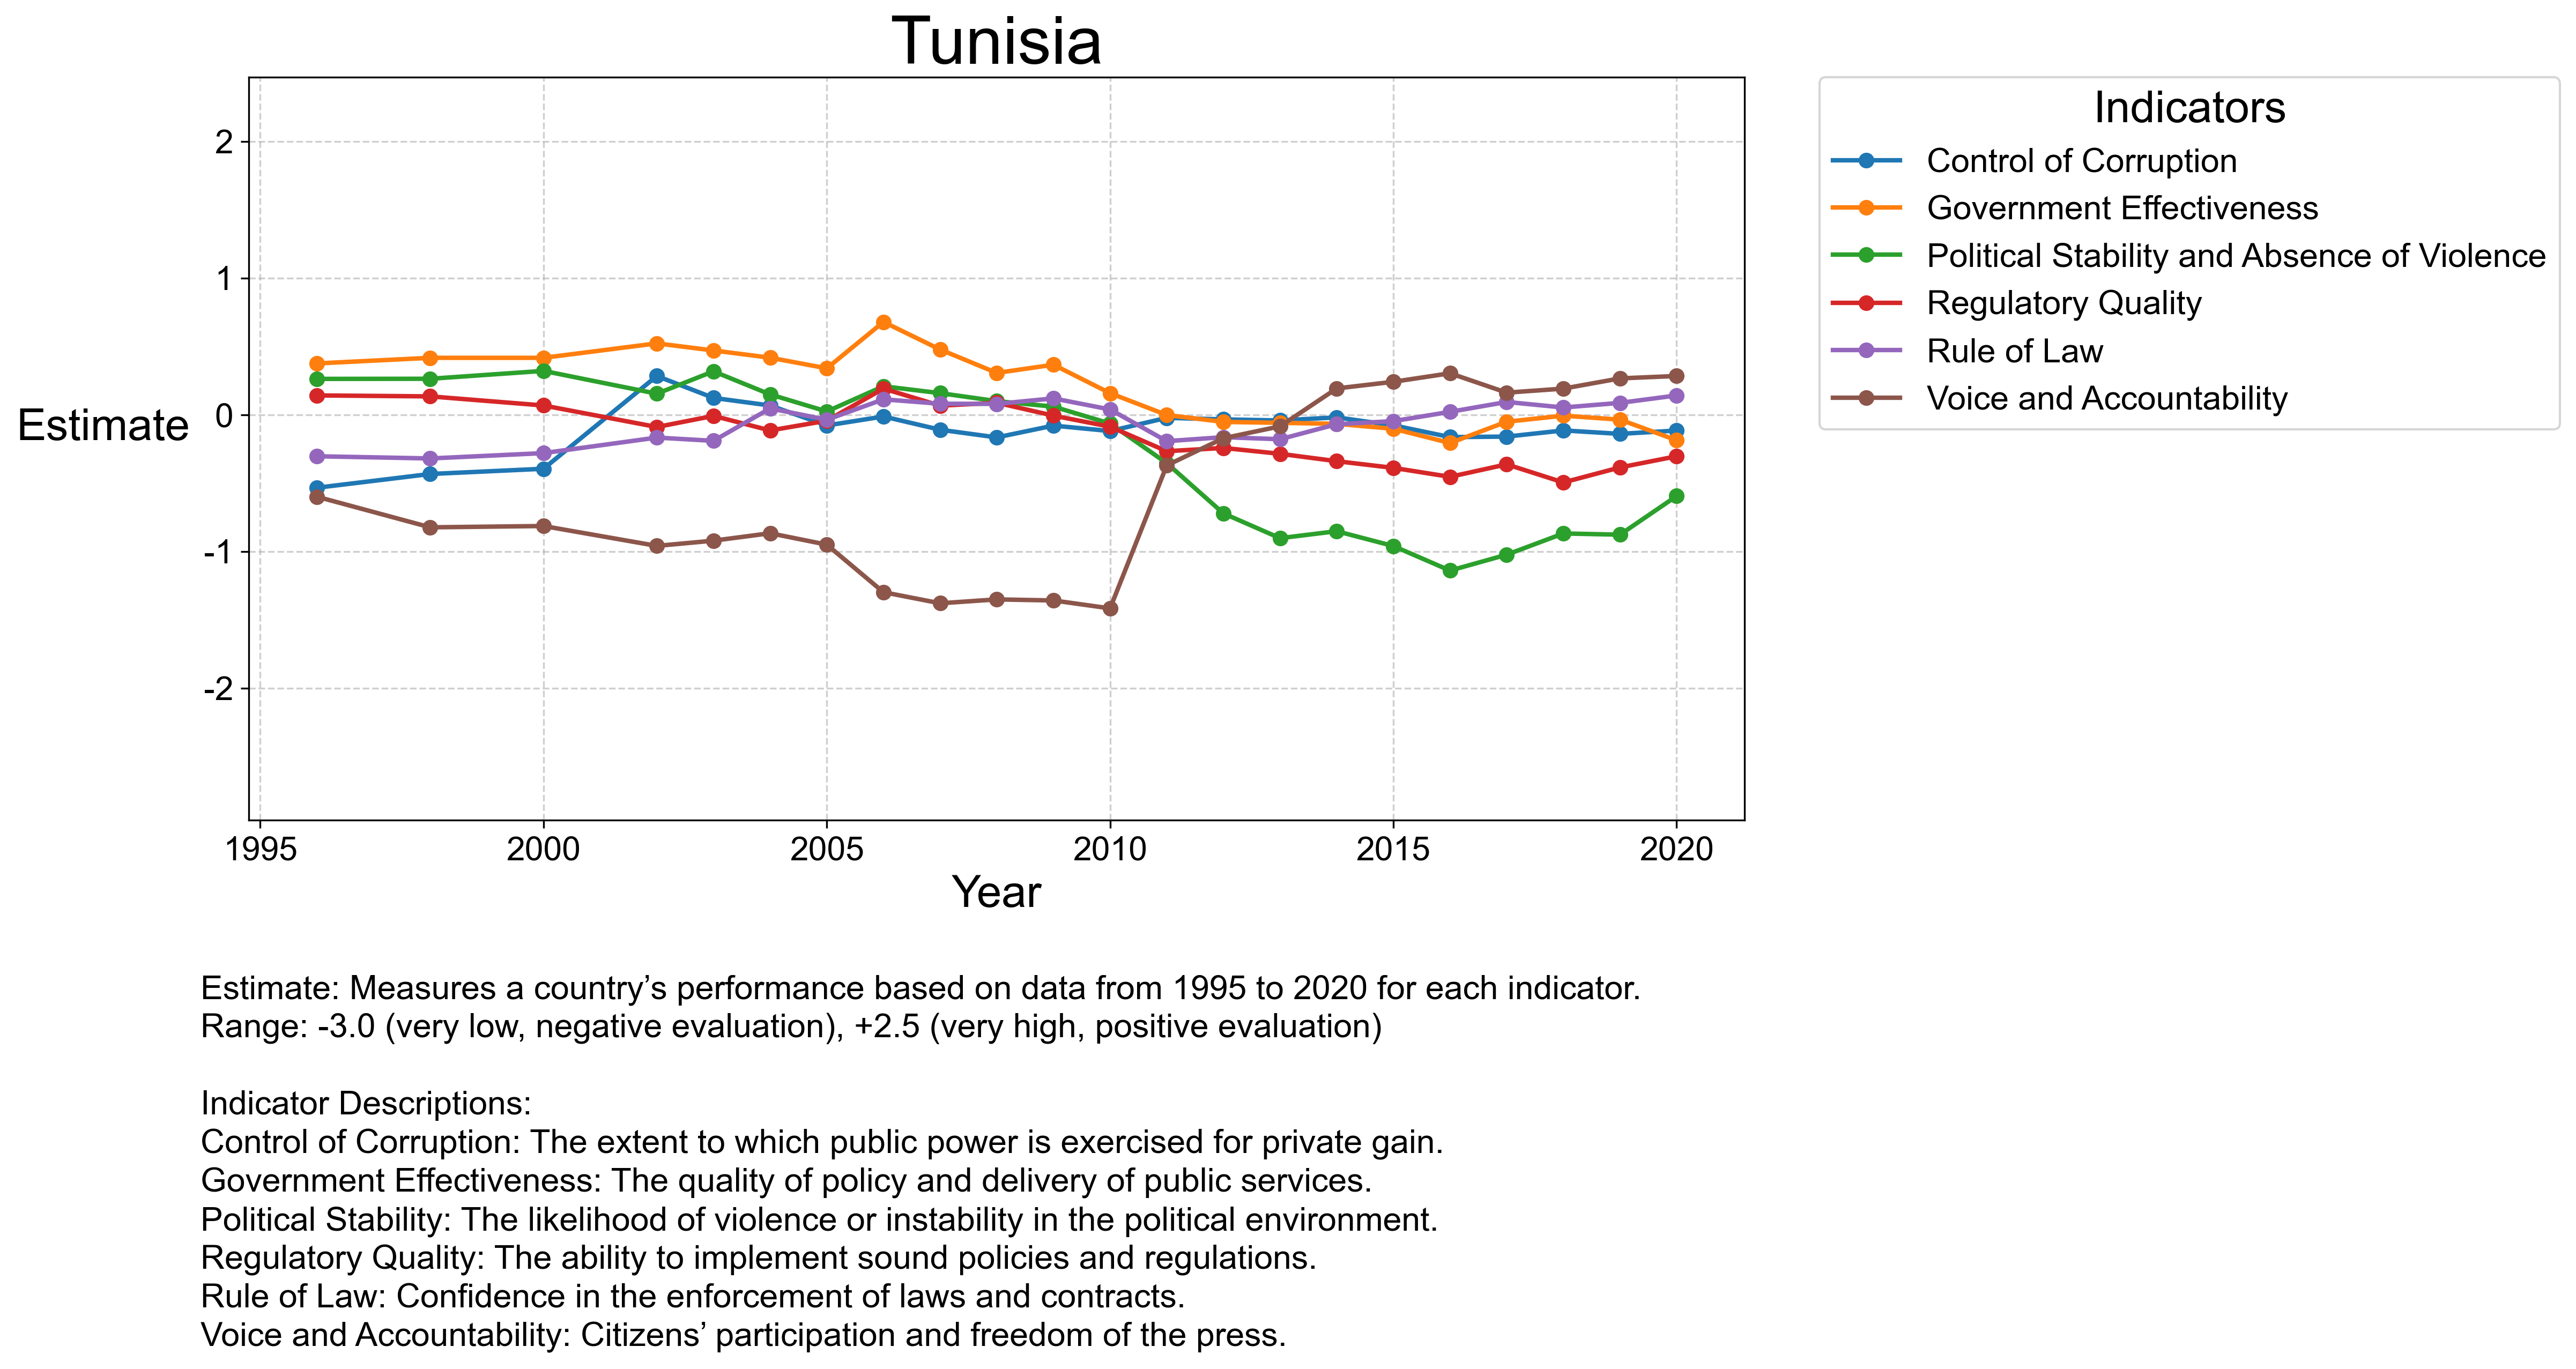 Tunisia
Indicators
Control of Corruption
Government Effectiveness
Political Stability and Absence of Violence
Regulatory Quality
Rule of Law
Voice and Accountability
Estimate
2
1
0
-1
-2
1995 2000 2005 2010 2015 2020
Year
Estimate: Measures a country’s performance based on data from 1995 to 2020 for each indicator.
Range: -3.0 (very low, negative evaluation), +2.5 (very high, positive evaluation)
Indicator Descriptions:
Control of Corruption: The extent to which public power is exercised for private gain.
Government Effectiveness: The quality of policy and delivery of public services.
Political Stability: The likelihood of violence or instability in the political environment.
Regulatory Quality: The ability to implement sound policies and regulations.
Rule of Law: Confidence in the enforcement of laws and contracts.
Voice and Accountability: Citizens’ participation and freedom of the press.